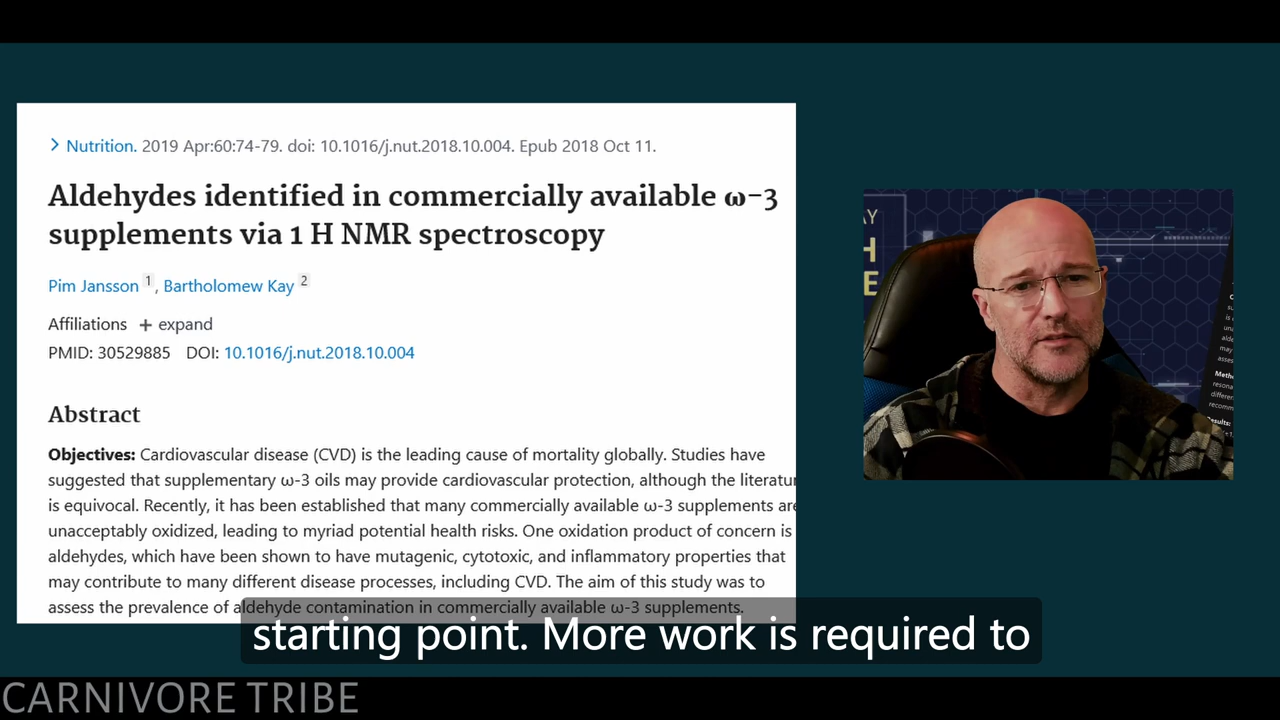 > Nutrition. 2019 Apr:60:74-79. doi: 10.1016/j.nut.2018.10.004. Epub 2018 Oct 11.
Aldehydes identified in commercially available ω-3
supplements via 1 H NMR spectroscopy
Pim Jansson 1 , Bartholomew Kay 2
Affiliations + expand
PMID: 30529885 DOI: 10.1016/j.nut.2018.10.004
Abstract
Objectives: Cardiovascular disease (CVD) is the leading cause of mortality globally. Studies have
suggested that supplementary ω-3 oils may provide cardiovascular protection, although the literatur
is equivocal. Recently, it has been established that many commercially available ω-3 supplements are
unacceptably oxidized, leading to myriad potential health risks. One oxidation product of concern is
aldehydes, which have been shown to have mutagenic, cytotoxic, and inflammatory properties that
may contribute to many different disease processes, including CVD. The aim of this study was to
assess the prevalence of aldehyde contamination in commercially available ω-3 supplements.
starting point. More work is required to
CARNIVORE TRIBE
AY
H
E